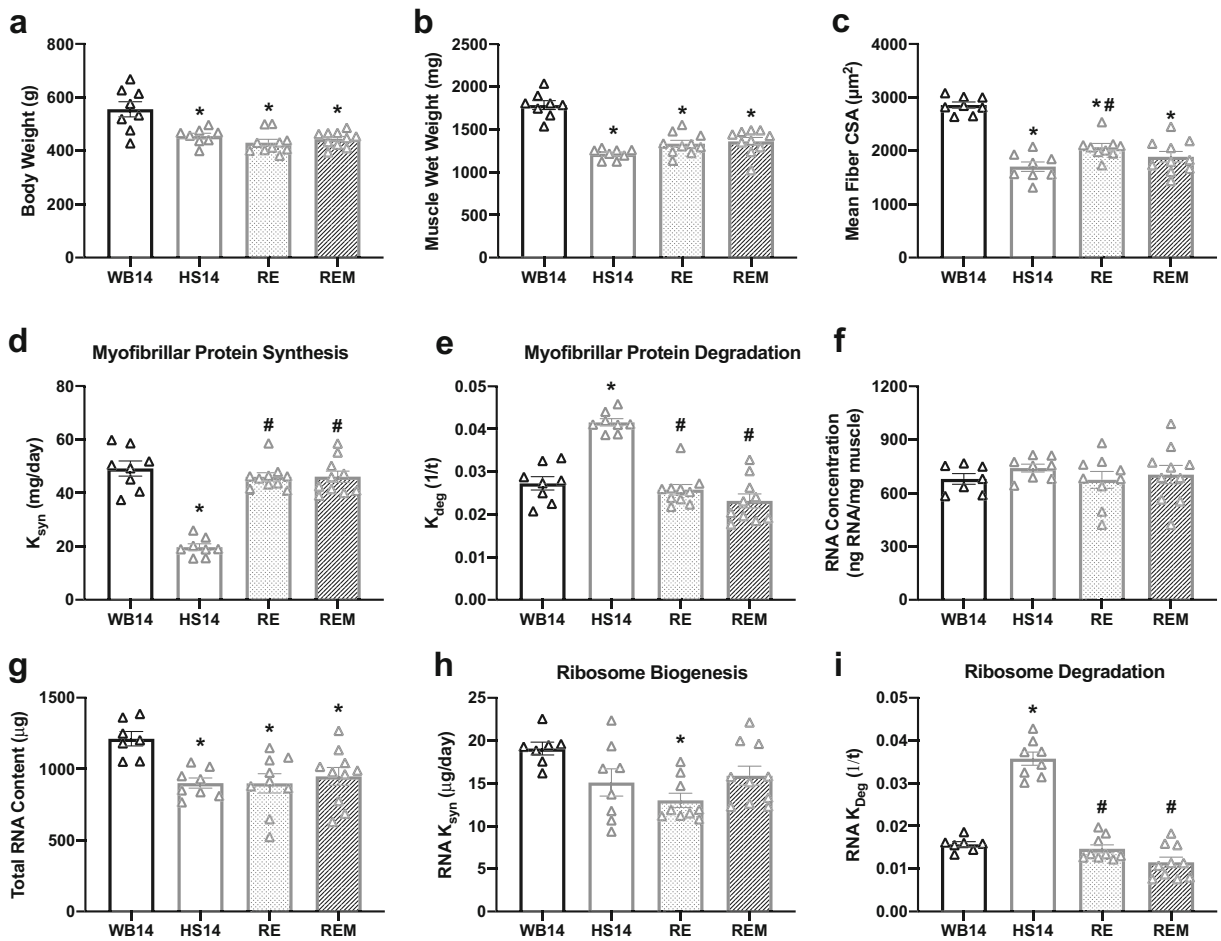 a
Body Weight (g)
800
600
400
200
0
*
*
*
WB14 HS14 RE REM
b
Muscle Wet Weight (mg)
2500
2000
1500
1000
500
0
*
*
*
WB14 HS14 RE REM
c
Mean Fiber CSA (μm²)
4000
3000
2000
1000
0
*
*#
*
WB14 HS14 RE REM
d
Myofibrillar Protein Synthesis
Ksyn (mg/day)
80
60
40
20
0
*
#
#
WB14 HS14 RE REM
e
Myofibrillar Protein Degradation
Kdeg (1/t)
0.05
0.04
0.03
0.02
0.01
0.00
*
#
#
WB14 HS14 RE REM
f
RNA Concentration
(ng RNA/mg muscle)
1200
900
600
300
0
WB14 HS14 RE REM
g
Total RNA Content (μg)
1500
1000
500
0
*
*
*
WB14 HS14 RE REM
h
Ribosome Biogenesis
RNA Ksyn (μg/day)
25
20
15
10
5
0
*
WB14 HS14 RE REM
i
Ribosome Degradation
RNA KDeg (1/t)
0.05
0.04
0.03
0.02
0.01
0.00
*
#
#
WB14 HS14 RE REM